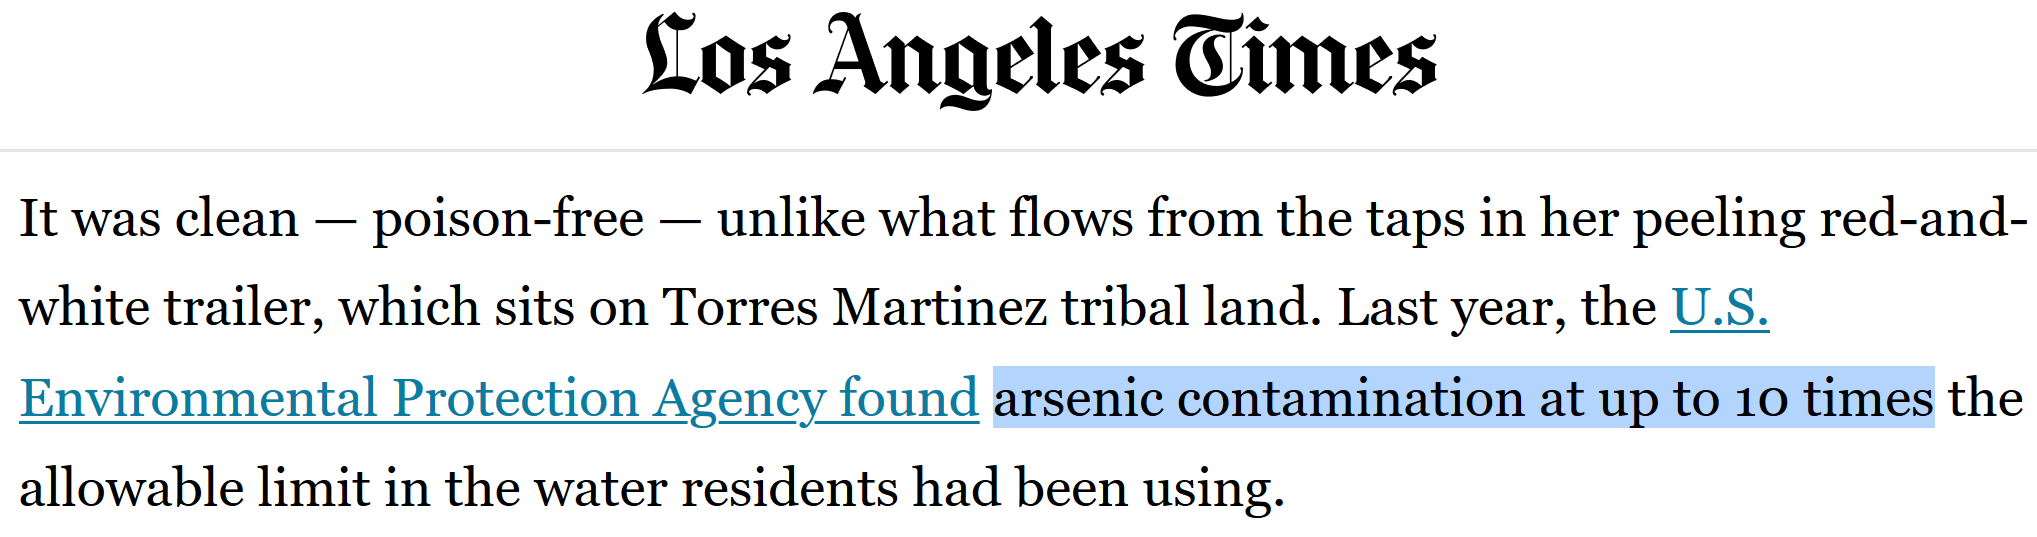 Los Angeles Times
It was clean — poison-free — unlike what flows from the taps in her peeling red-and-
white trailer, which sits on Torres Martinez tribal land. Last year, the U.S.
Environmental Protection Agency found arsenic contamination at up to 10 times the
allowable limit in the water residents had been using.